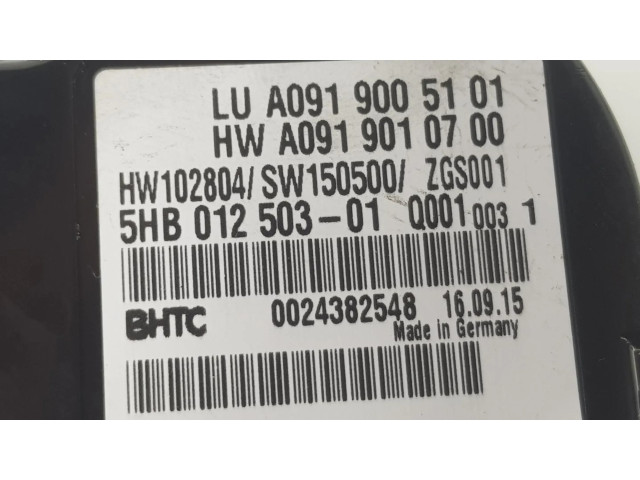 LU A091 900 51 01
HW A091 901 07 00
HW102804/ SW150500/ ZGS001
5HB 012 503-01 Q001 003 1
BHTC 0024382548 16.09.15
Made in Germany